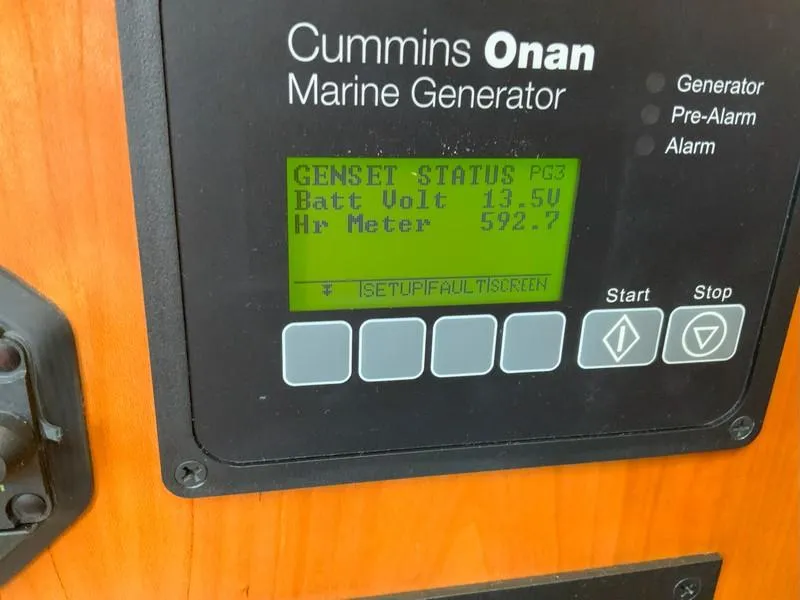 Cummins Onan
Marine Generator
Generator
Pre-Alarm
Alarm
GENSET STATUS PG3
Batt Volt 13.5V
Hr Meter 592.7
SETUP FAULT SCREEN
Start Stop